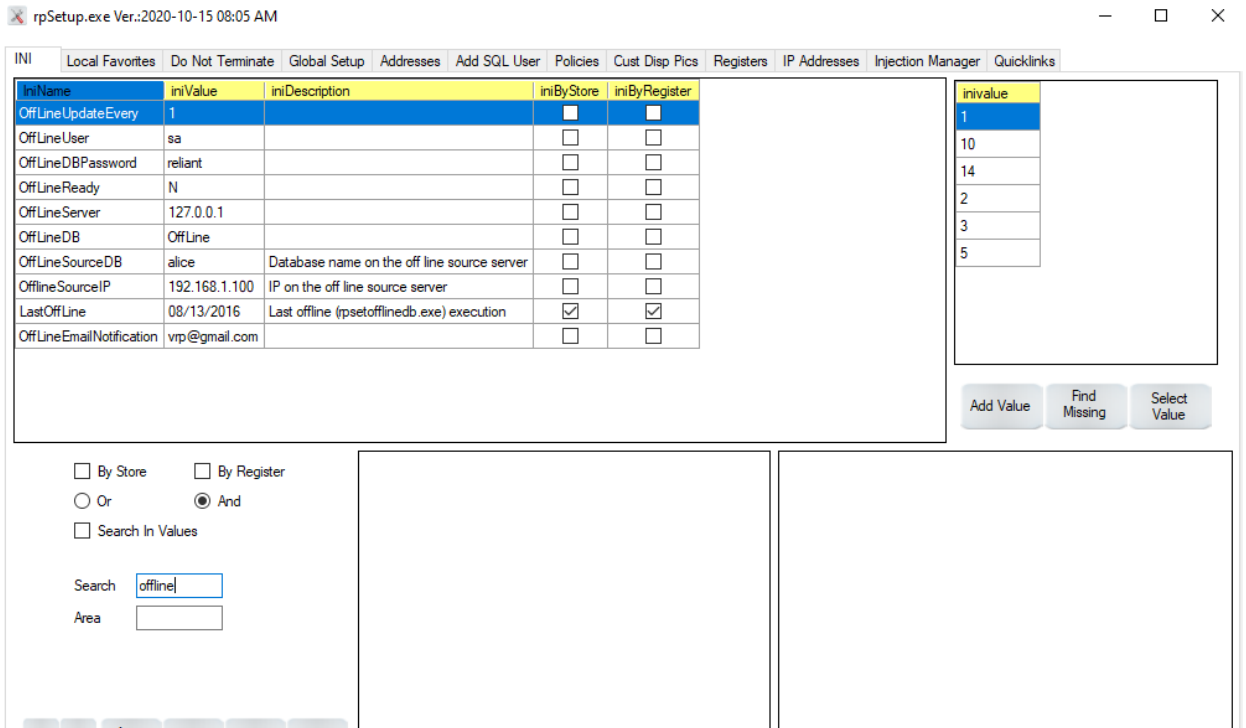 rpSetup.exe Ver.:2020-10-15 08:05 AM
INI Local Favorites Do Not Terminate Global Setup Addresses Add SQL User Policies Cust Disp Pics Registers IP Addresses Injection Manager Quicklinks
IniName iniValue iniDescription iniByStore iniByRegister
OffLineUpdateEvery 1
OffLineUser sa
OffLineDBPassword reliant
OffLineReady N
OffLineServer 127.0.0.1
OffLineDB OffLine
OffLineSourceDB alice Database name on the off line source server
OfflineSourceIP 192.168.1.100 IP on the off line source server
LastOffLine 08/13/2016 Last offline (rpsetofflinedb.exe) execution
OffLineEmailNotification vrp@gmail.com
inivalue
1
10
14
2
3
5
Add Value
Find
Missing
Select
Value
By Store By Register
Or And
Search In Values
Search offline
Area